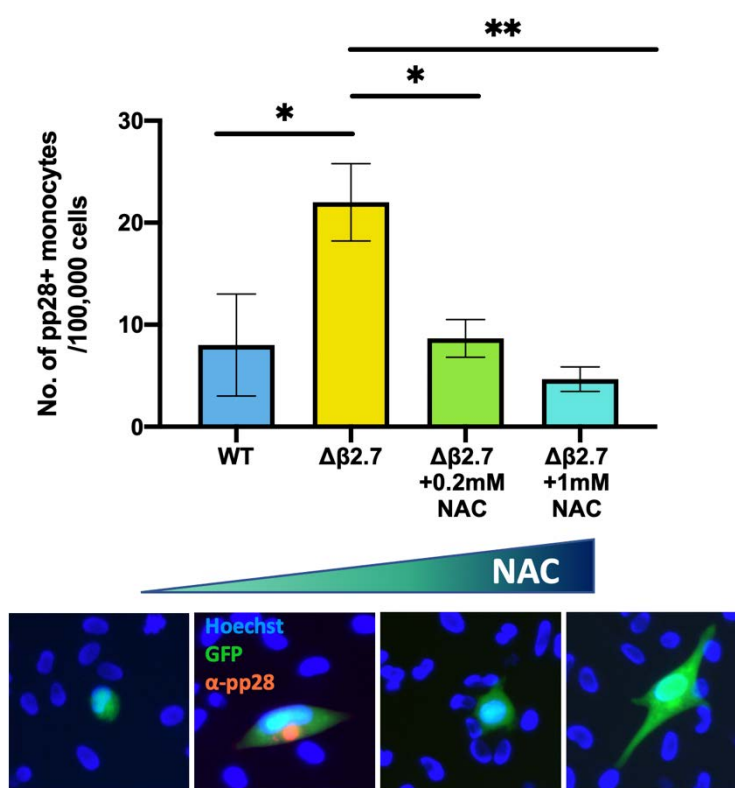 **
*
*
30
20
10
0
No. of pp28+ monocytes
/100,000 cells
WT
Δβ2.7
Δβ2.7
+0.2mM
NAC
Δβ2.7
+1mM
NAC
NAC
Hoechst
GFP
α-pp28